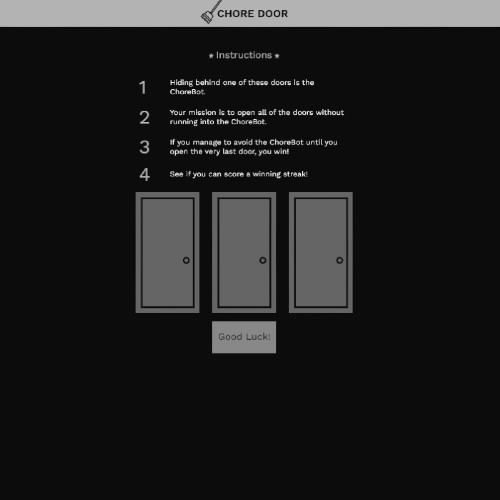 CHORE DOOR
★ Instructions ★
1 Hiding behind one of these doors is the
ChoreBot.
2 Your mission is to open all of the doors without
running into the ChoreBot.
3 If you manage to avoid the ChoreBot until you
open the very last door, you win!
4 See if you can score a winning streak!
Good Luck!